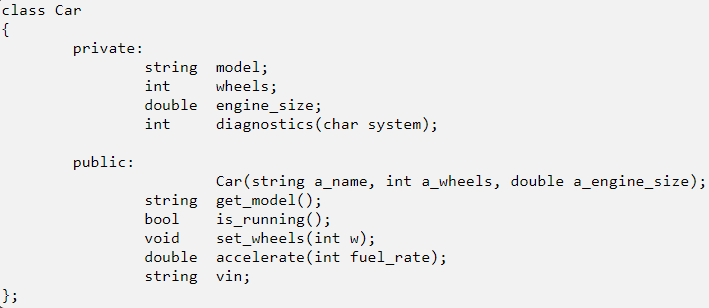 class Car
{
private:
string model;
int wheels;
double engine_size;
int diagnostics(char system);
public:
Car(string a_name, int a_wheels, double a_engine_size);
string get_model();
bool is_running();
void set_wheels(int w);
double accelerate(int fuel_rate);
string vin;
};